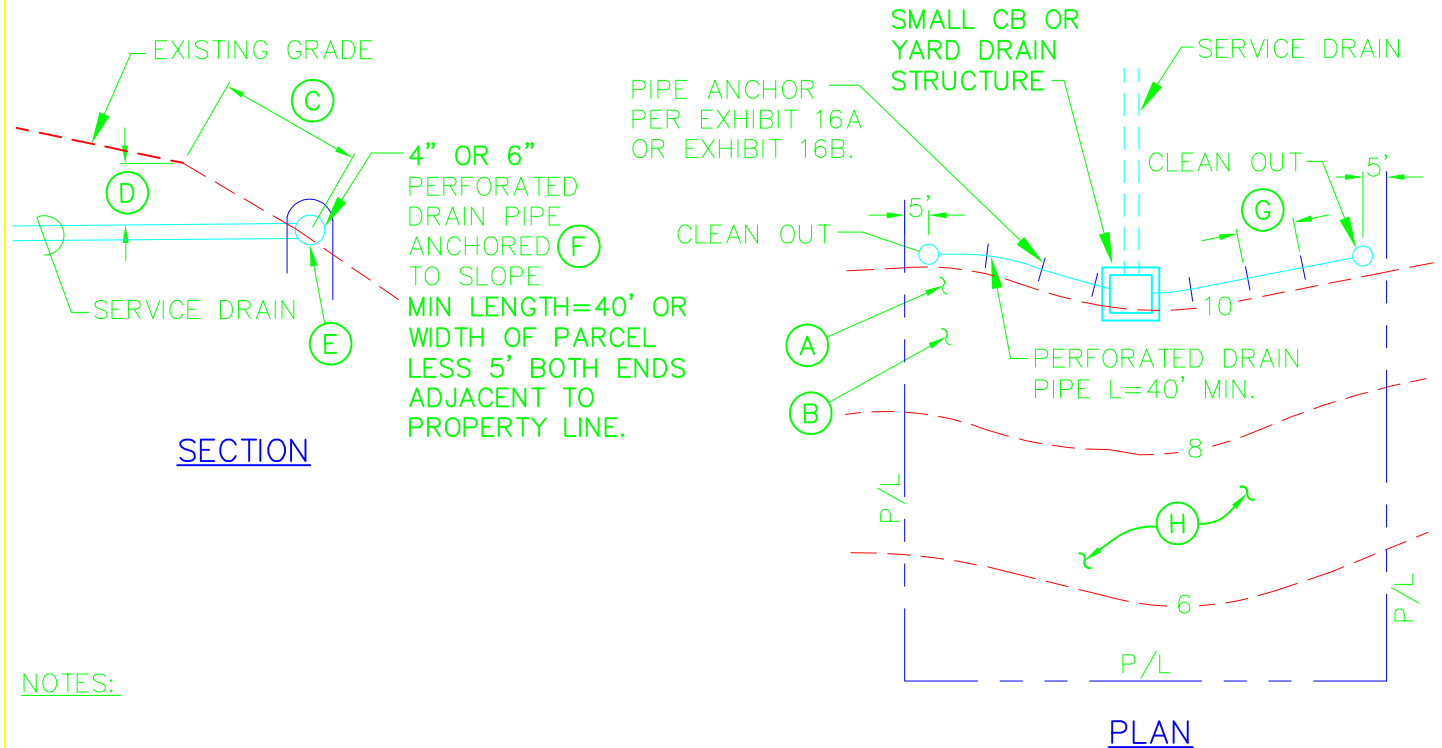 EXISTING GRADE
C
D
4" OR 6"
PERFORATED
DRAIN PIPE
ANCHORED F
TO SLOPE
MIN LENGTH=40' OR
WIDTH OF PARCEL
LESS 5' BOTH ENDS
ADJACENT TO
PROPERTY LINE.
SERVICE DRAIN
E
SECTION
NOTES:
SMALL CB OR
YARD DRAIN
STRUCTURE
SERVICE DRAIN
PIPE ANCHOR
PER EXHIBIT 16A
OR EXHIBIT 16B.
CLEAN OUT
5'
5'
G
CLEAN OUT
10
A
PERFORATED DRAIN
PIPE L=40' MIN.
B
8
P/L
H
6
P/L
P/L
PLAN